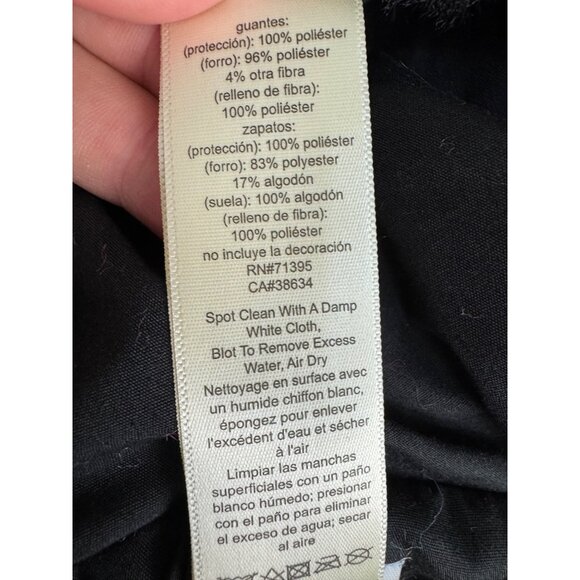 guantes:
(protección): 100% poliéster
(forro): 96% poliéster
4% otra fibra
(relleno de fibra):
100% poliéster
zapatos:
(protección): 100% poliéster
(forro): 83% polyester
17% algodón
(suela): 100% algodón
(relleno de fibra):
100% poliéster
no incluye la decoración
RN#71395
CA#38634
Spot Clean With A Damp
White Cloth,
Blot To Remove Excess
Water, Air Dry
Nettoyage en surface avec
un humide chiffon blanc,
épongez pour enlever
l'excédent d'eau et sécher
à l'air
Limpiar las manchas
superficiales con un paño
blanco húmedo; presionar
con el paño para eliminar
el exceso de agua; secar
al aire